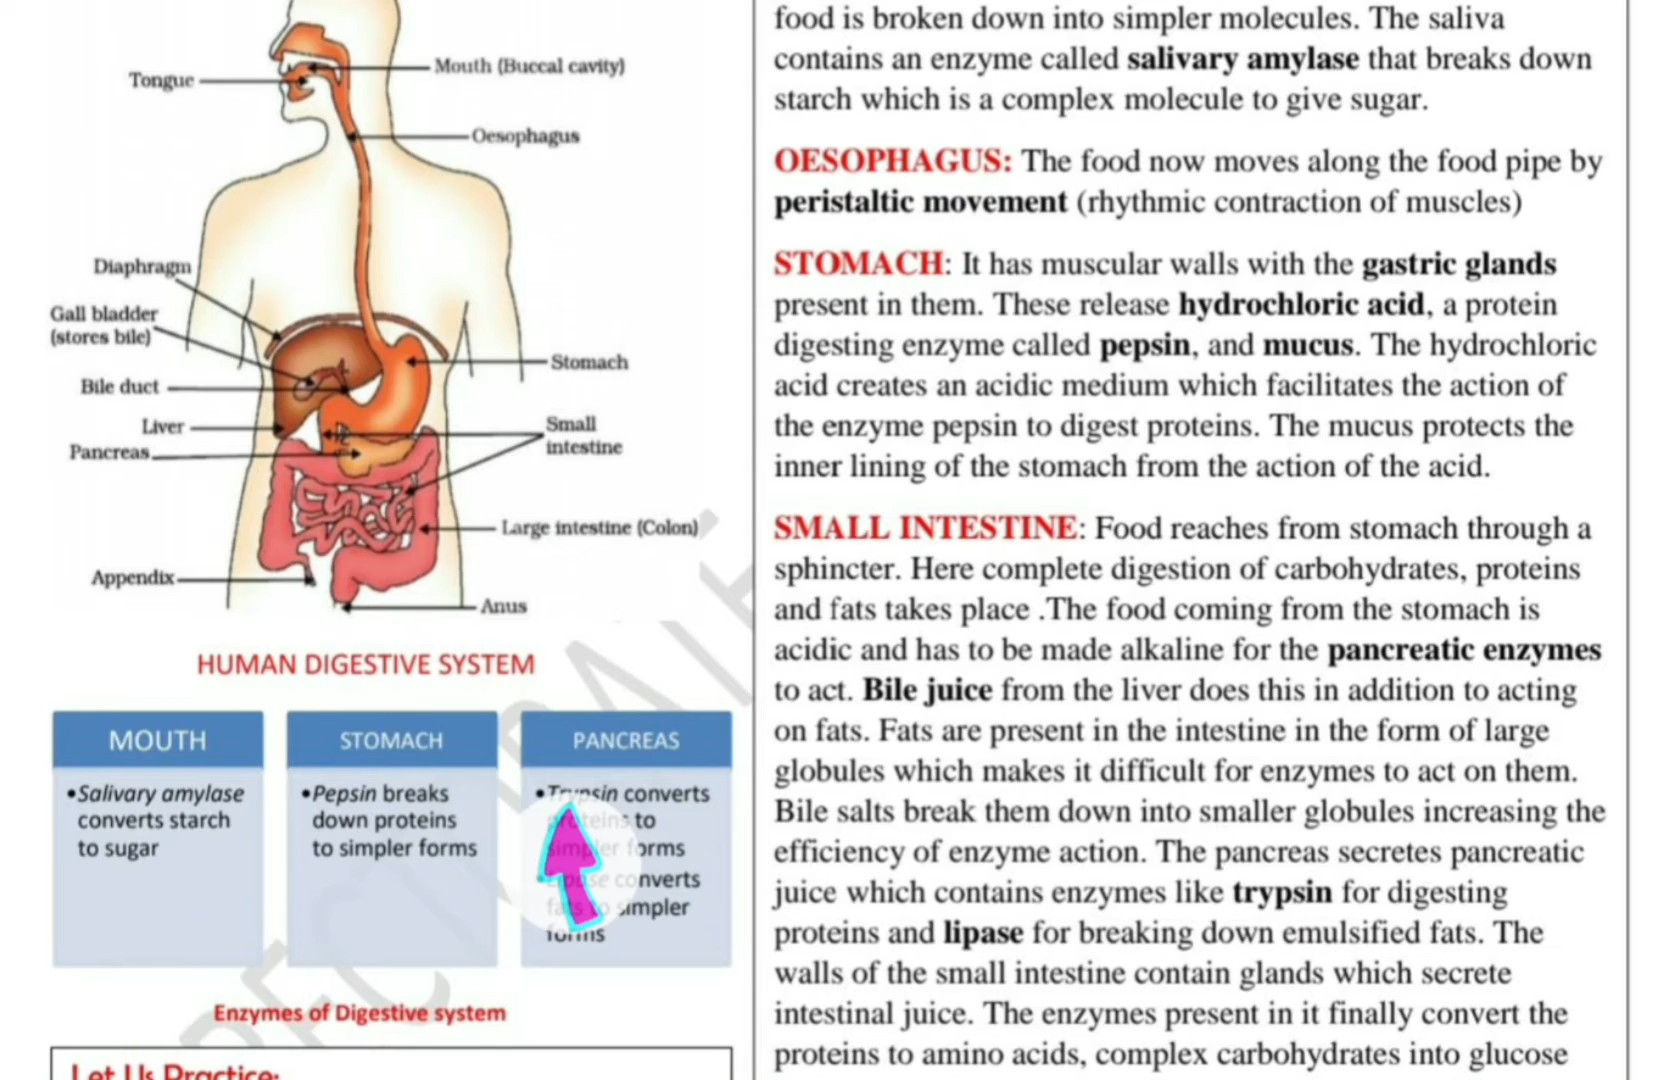 Tongue
Mouth (Buccal cavity)
Oesophagus
Diaphragm
Gall bladder
(stores bile)
Stomach
Bile duct
Liver
Small
intestine
Pancreas
Large intestine (Colon)
Appendix
Anus
HUMAN DIGESTIVE SYSTEM
MOUTH
•Salivary amylase
converts starch
to sugar
STOMACH
•Pepsin breaks
down proteins
to simpler forms
PANCREAS
•Trypsin converts
proteins to
simpler forms
•Lipase converts
fats to simpler
forms
Enzymes of Digestive system
Let Us Practice:
food is broken down into simpler molecules. The saliva
contains an enzyme called salivary amylase that breaks down
starch which is a complex molecule to give sugar.
OESOPHAGUS: The food now moves along the food pipe by
peristaltic movement (rhythmic contraction of muscles)
STOMACH: It has muscular walls with the gastric glands
present in them. These release hydrochloric acid, a protein
digesting enzyme called pepsin, and mucus. The hydrochloric
acid creates an acidic medium which facilitates the action of
the enzyme pepsin to digest proteins. The mucus protects the
inner lining of the stomach from the action of the acid.
SMALL INTESTINE: Food reaches from stomach through a
sphincter. Here complete digestion of carbohydrates, proteins
and fats takes place .The food coming from the stomach is
acidic and has to be made alkaline for the pancreatic enzymes
to act. Bile juice from the liver does this in addition to acting
on fats. Fats are present in the intestine in the form of large
globules which makes it difficult for enzymes to act on them.
Bile salts break them down into smaller globules increasing the
efficiency of enzyme action. The pancreas secretes pancreatic
juice which contains enzymes like trypsin for digesting
proteins and lipase for breaking down emulsified fats. The
walls of the small intestine contain glands which secrete
intestinal juice. The enzymes present in it finally convert the
proteins to amino acids, complex carbohydrates into glucose